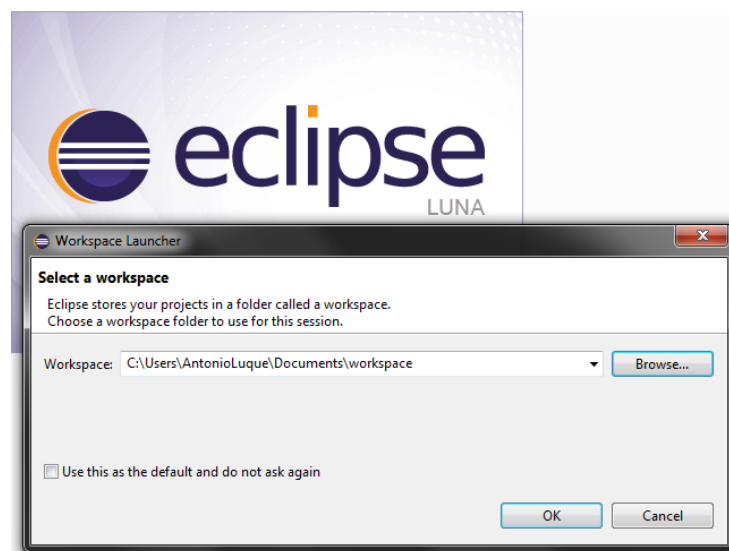 eclipse
LUNA
Workspace Launcher
Select a workspace
Eclipse stores your projects in a folder called a workspace.
Choose a workspace folder to use for this session.
Workspace: C:\Users\AntonioLuque\Documents\workspace Browse...
Use this as the default and do not ask again
OK Cancel